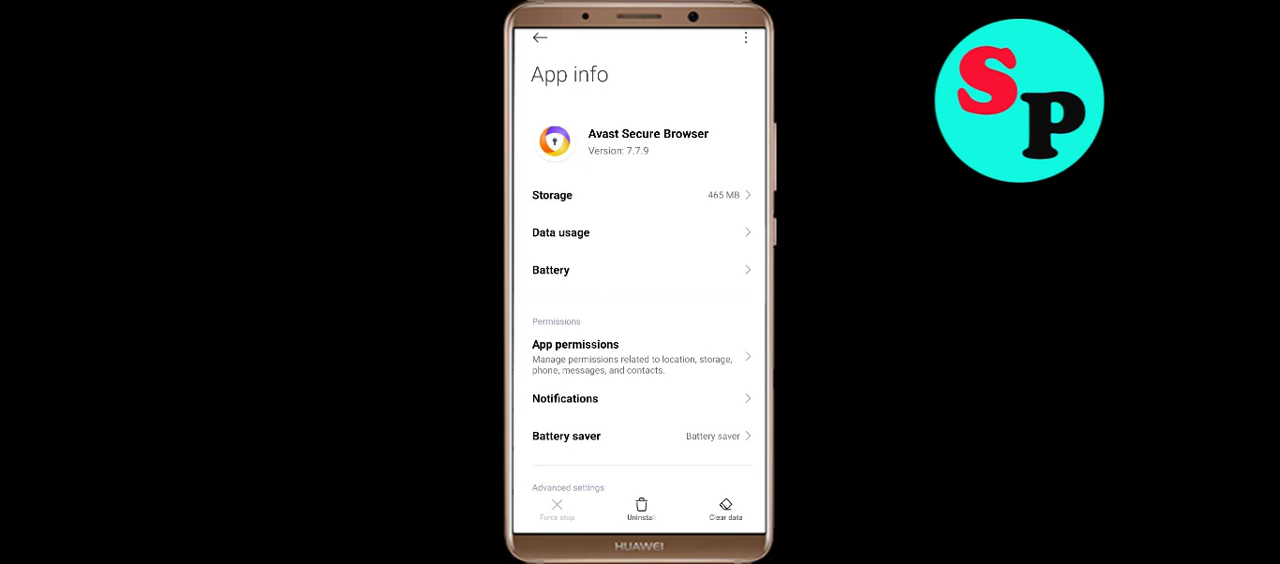 App info
Avast Secure Browser
Version: 7.7.9
Storage 465 MB
Data usage
Battery
Permissions
App permissions
Manage permissions related to location, storage,
phone, messages, and contacts.
Notifications
Battery saver Battery saver
Advanced settings
Force stop Uninstall Clear data
HUAWEI
S
P